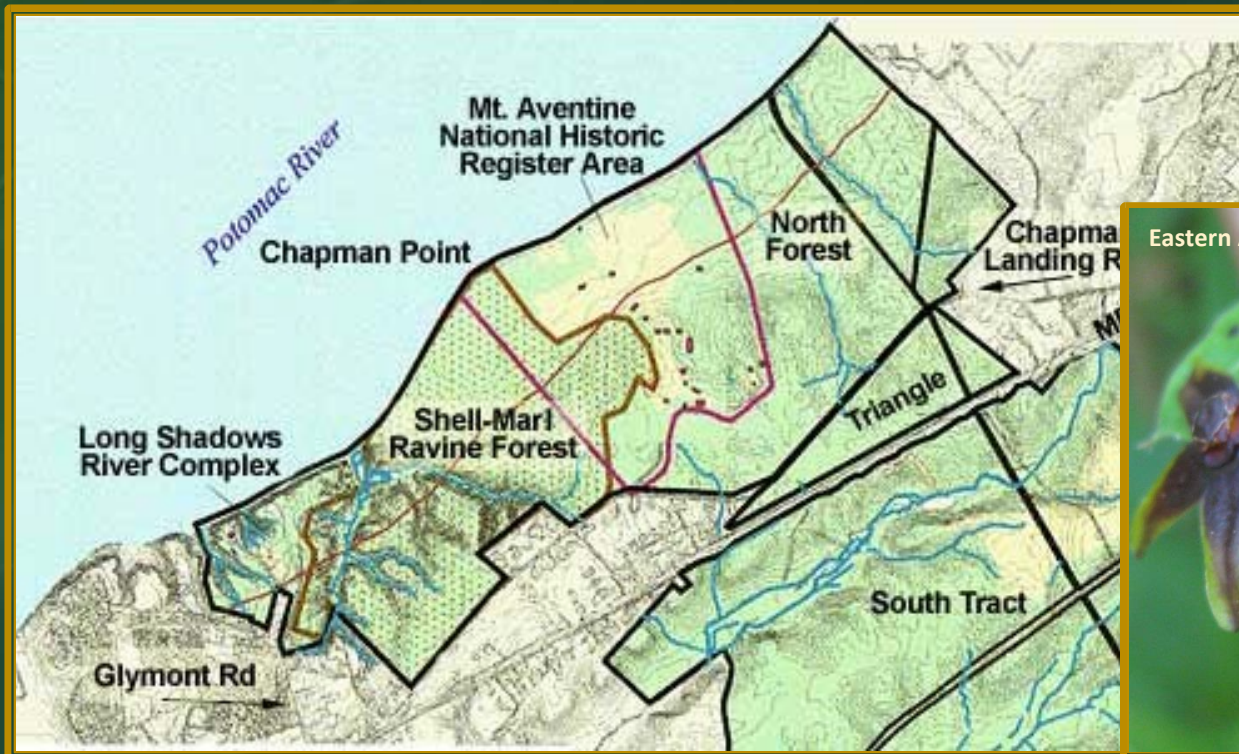 Mt. Aventine
National Historic
Register Area
Potomac River
Chapman Point
North
Forest
Landing
Eastern
Triangle
Shell-Marl
Ravine Forest
Long Shadows
River Complex
South Tract
Glymont Rd